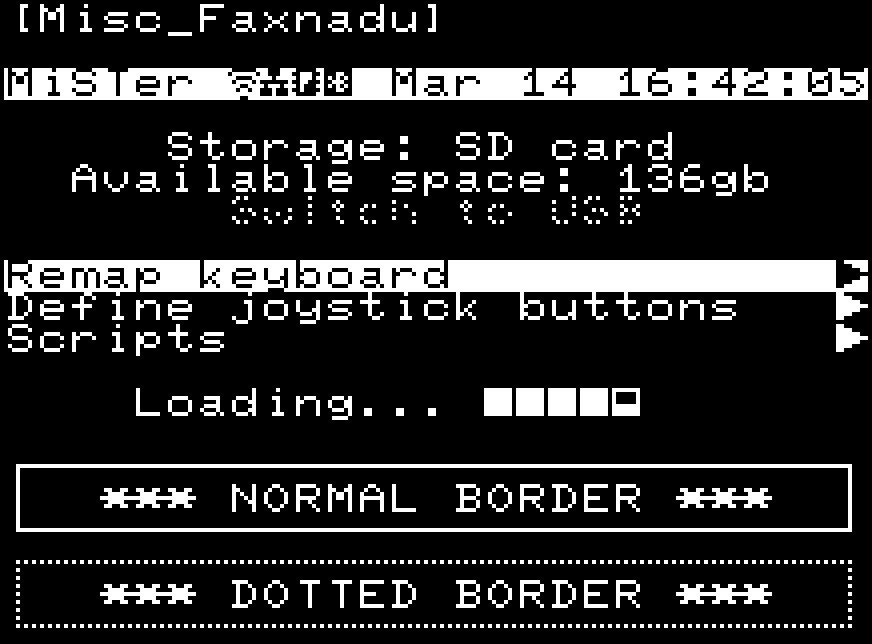 [Misc_Faxnadu]
MiSTer Mar 14 16:42:05
Storage: SD card
Available space: 136gb
Switch to USB
Remap keyboard
Define joystick buttons
Scripts
Loading...
*** NORMAL BORDER ***
*** DOTTED BORDER ***